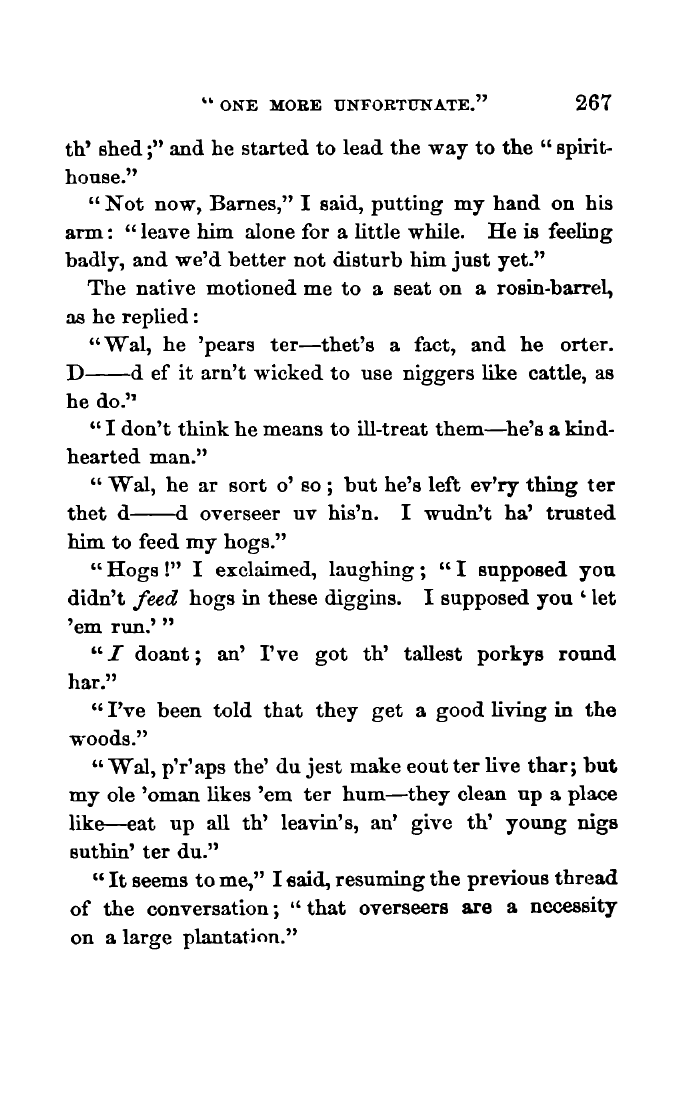 “ ONE MORE UNFORTUNATE.” 267
th’ shed;” and he started to lead the way to the “spirit-
house.”
“Not now, Barnes,” I said, putting my hand on his
arm: “leave him alone for a little while. He is feeling
badly, and we’d better not disturb him just yet.”
The native motioned me to a seat on a rosin-barrel,
as he replied:
“Wal, he ’pears ter—thet’s a fact, and he orter.
D——d ef it arn’t wicked to use niggers like cattle, as
he do.”
“I don’t think he means to ill-treat them—he’s a kind-
hearted man.”
“Wal, he ar sort o’ so; but he’s left ev’ry thing ter
thet d——d overseer uv his’n. I wudn’t ha’ trusted
him to feed my hogs.”
“Hogs!” I exclaimed, laughing; “I supposed you
didn’t feed hogs in these diggins. I supposed you ‘let
’em run.’”
“I doant; an’ I’ve got th’ tallest porkys round
har.”
“I’ve been told that they get a good living in the
woods.”
“Wal, p’r’aps the’ du jest make eout ter live thar; but
my ole ’oman likes ’em ter hum—they clean up a place
like—eat up all th’ leavin’s, an’ give th’ young nigs
suthin’ ter du.”
“It seems to me,” I said, resuming the previous thread
of the conversation; “that overseers are a necessity
on a large plantation.”